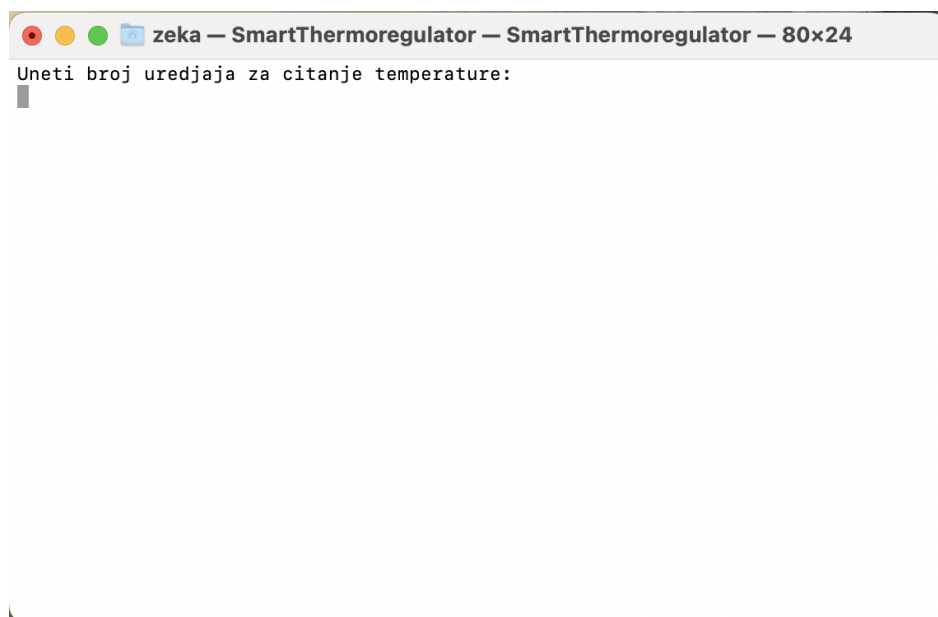 zeka — SmartThermoregulator — SmartThermoregulator — 80×24
Uneti broj uredjaja za citanje temperature: